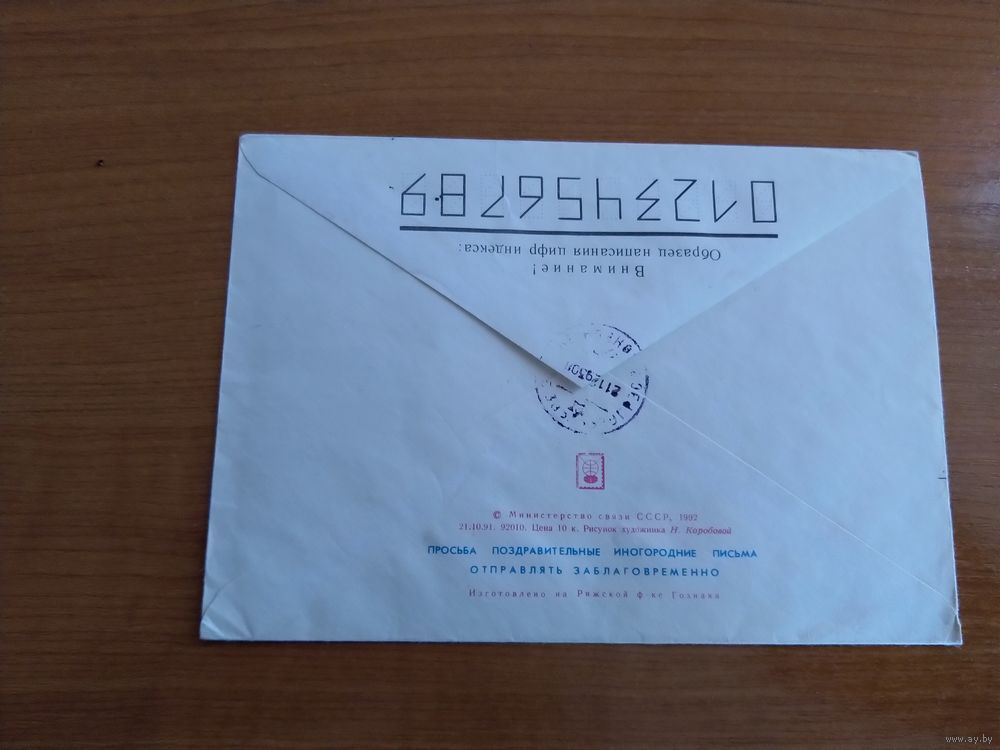 0123456789
Образец написания цифр индекса:
Внимание!
© Министерство связи СССР, 1992
21.10.91. 92010. Цена 10 к. Рисунок художника Н. Коробовой
ПРОСЬБА ПОЗДРАВИТЕЛЬНЫЕ ИНОГОРОДНИЕ ПИСЬМА
ОТПРАВЛЯТЬ ЗАБЛАГОВРЕМЕННО
Изготовлено на Ряжской ф-ке Гознака
www.ay.by